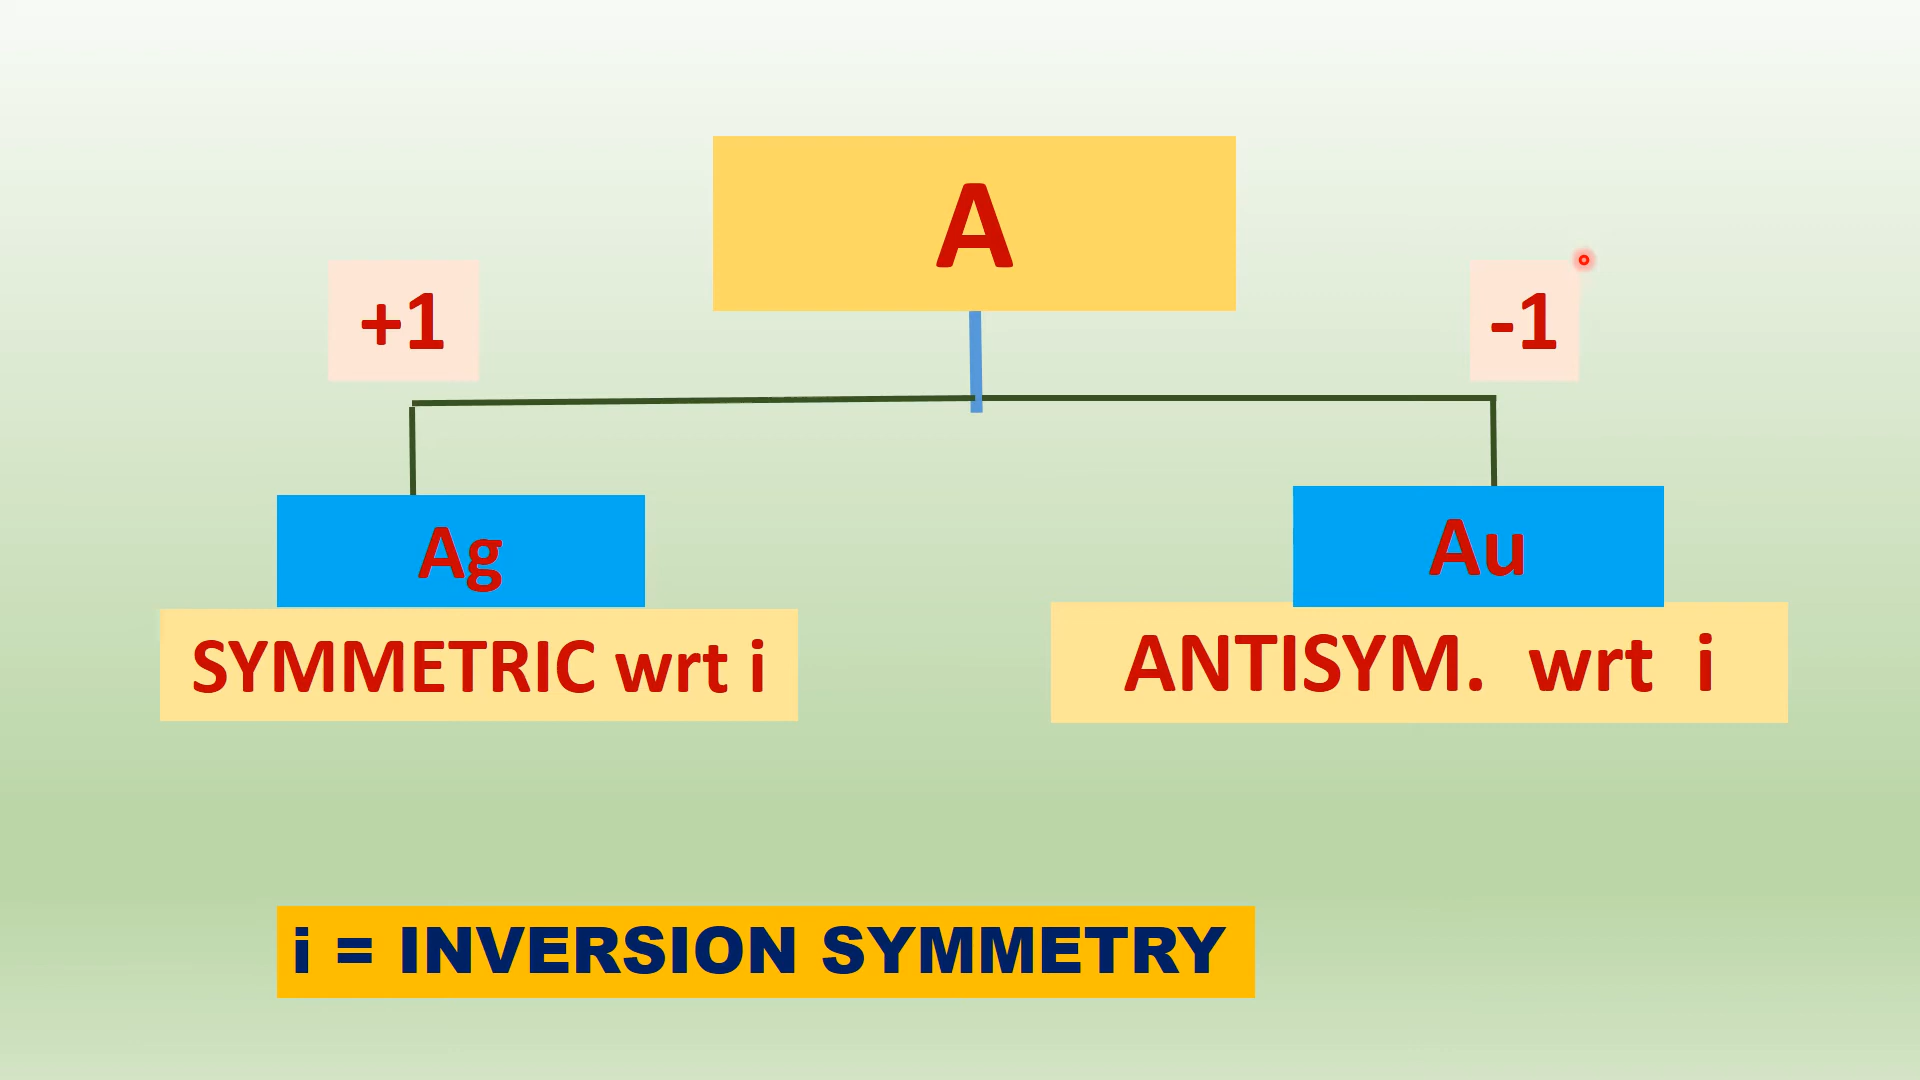 A
+1
-1
Ag
Au
SYMMETRIC wrt i
ANTISYM. wrt i
i = INVERSION SYMMETRY